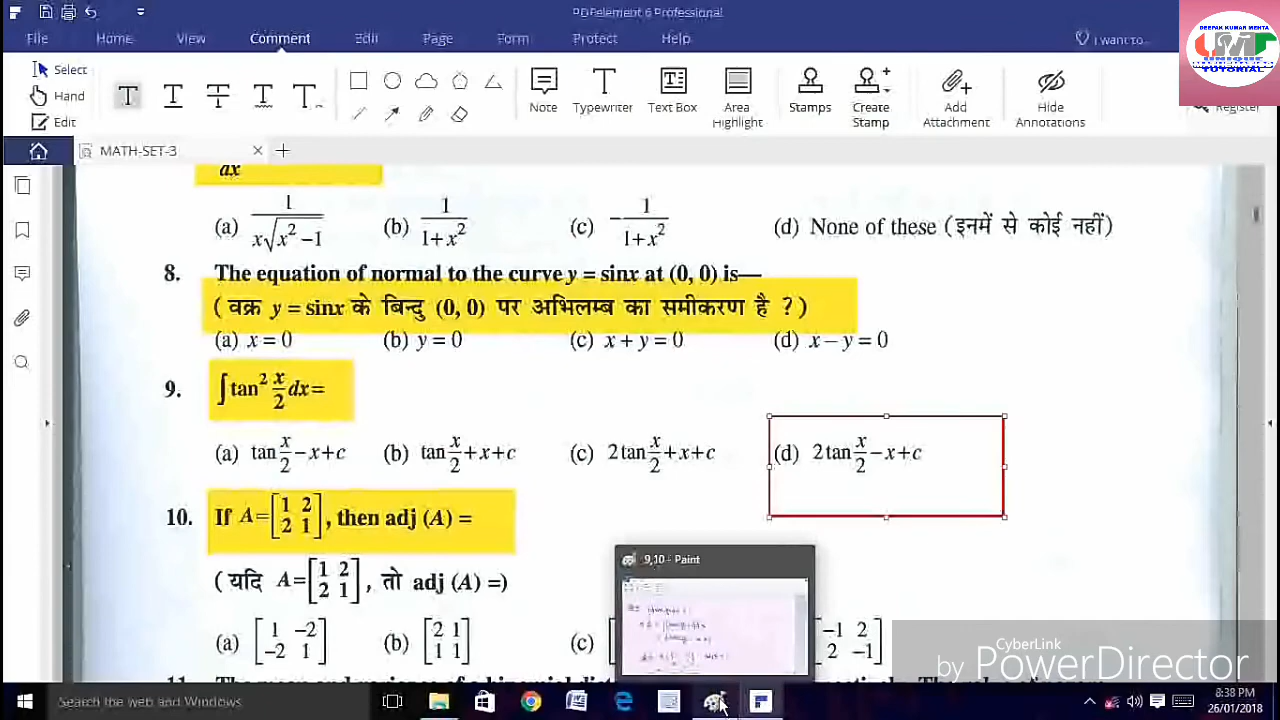 PDFelement 6 Professional
File Home View Comment Edit Page Form Protect Help I want to...
DEEPAK KUMAR MEHTA
UNIQUE
TUTORIAL
Select
Hand
Edit
Note Typewriter Text Box Area Highlight Stamps Create Stamp Add Attachment Hide Annotations Register
MATH-SET-3
dx
(a) 1/(x√(x² −1)) (b) 1/(1+x²) (c) −1/(1+x²) (d) None of these (इनमें से कोई नहीं)
8. The equation of normal to the curve y = sinx at (0, 0) is—
( वक्र y = sinx के बिन्दु (0, 0) पर अभिलम्ब का समीकरण है ? )
(a) x = 0 (b) y = 0 (c) x + y = 0 (d) x − y = 0
9. ∫tan² x/2 dx=
(a) tan x/2 −x+c (b) tan x/2 +x+c (c) 2tan x/2 +x+c (d) 2tan x/2 −x+c
10. If A=[1 2; 2 1], then adj (A) =
(यदि A=[1 2; 2 1], तो adj (A) =)
9,10 - Paint
(a) [1 −2; −2 1] (b) [2 1; 1 1] (c) [−1 2; 2 −1]
CyberLink
by PowerDirector
Search the web and Windows
8:38 PM
26/01/2018